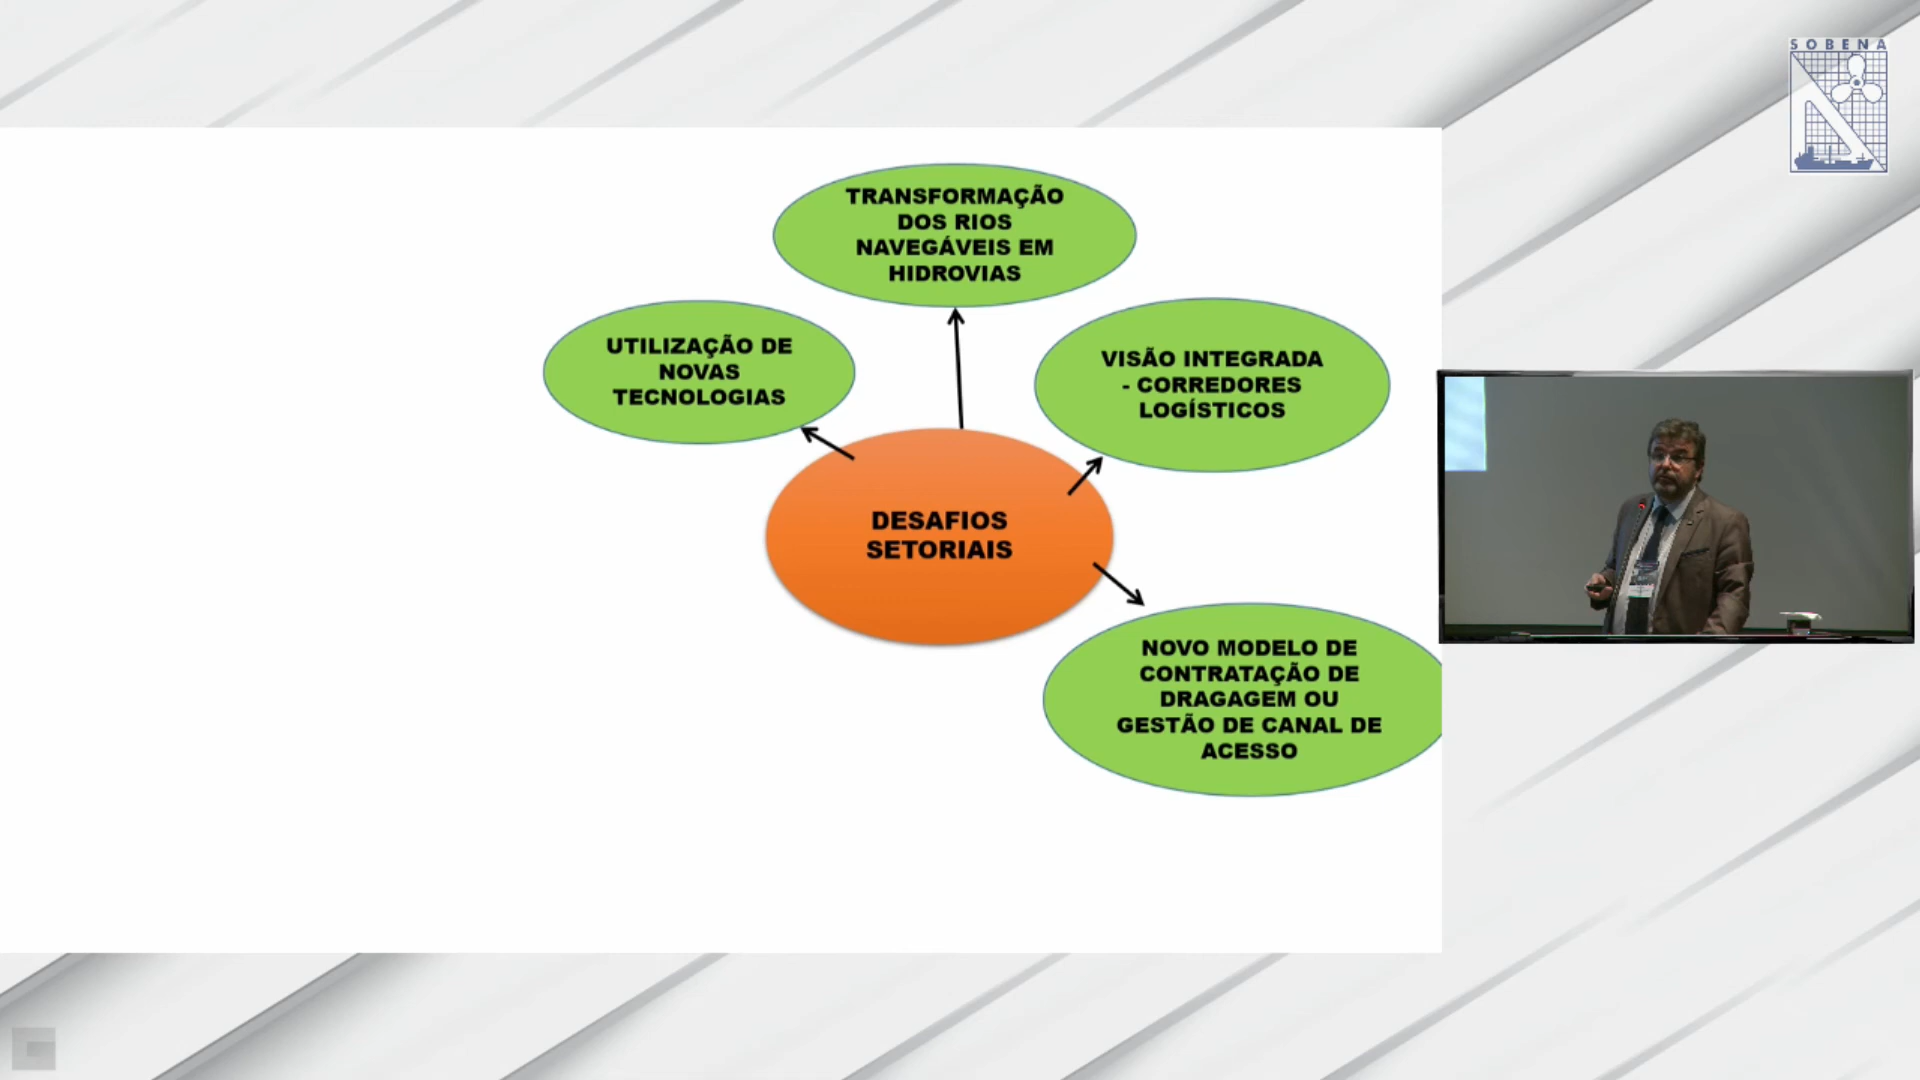 SOBENA
TRANSFORMAÇÃO
DOS RIOS
NAVEGÁVEIS EM
HIDROVIAS
UTILIZAÇÃO DE
NOVAS
TECNOLOGIAS
VISÃO INTEGRADA
- CORREDORES
LOGÍSTICOS
DESAFIOS
SETORIAIS
NOVO MODELO DE
CONTRATAÇÃO DE
DRAGAGEM OU
GESTÃO DE CANAL DE
ACESSO